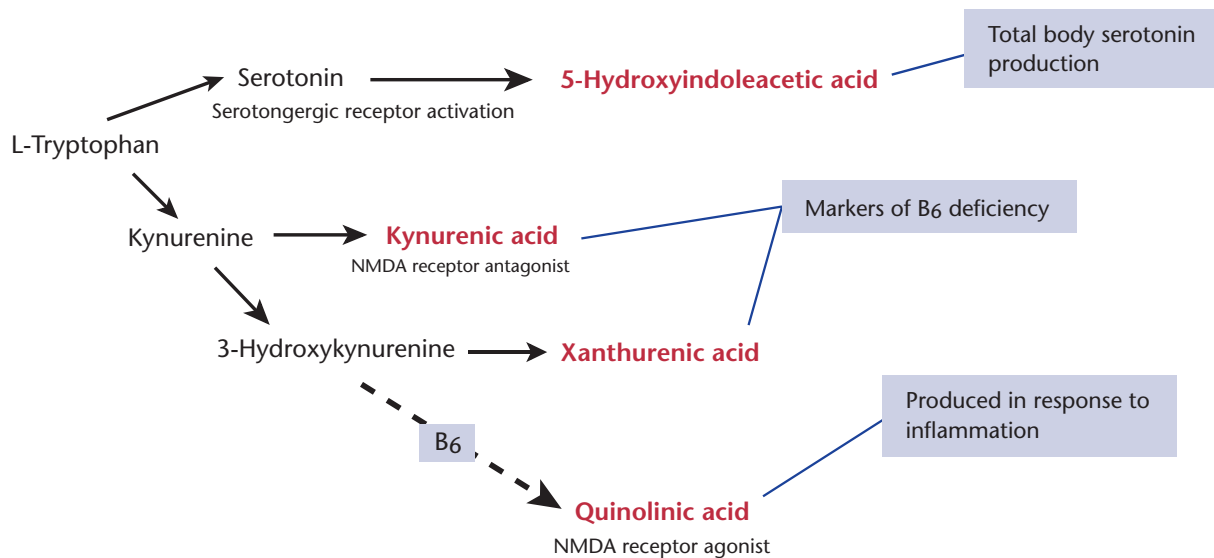 Total body serotonin
production
Serotonin
5-Hydroxyindoleacetic acid
Serotongergic receptor activation
L-Tryptophan
Markers of B6 deficiency
Kynurenine
Kynurenic acid
NMDA receptor antagonist
3-Hydroxykynurenine
Xanthurenic acid
Produced in response to
inflammation
B6
Quinolinic acid
NMDA receptor agonist